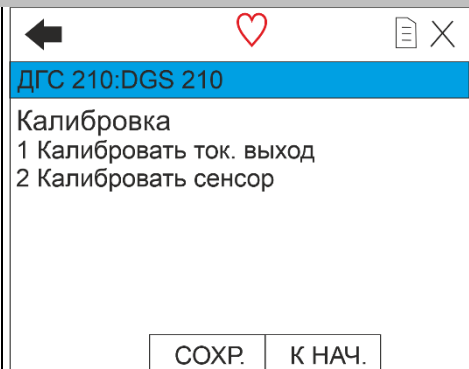 ДГС 210:DGS 210
Калибровка
1 Калибровать ток. выход
2 Калибровать сенсор
СОХР. К НАЧ.